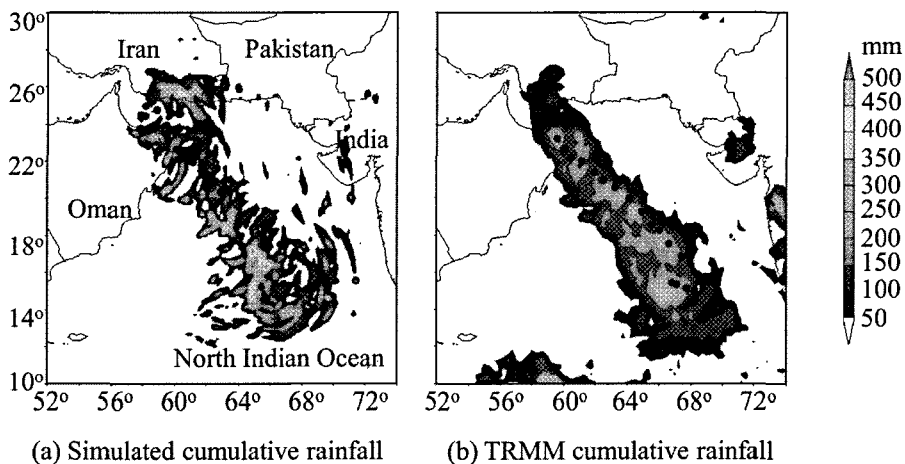 30°
26°
22°
18°
14°
10°
Iran
Pakistan
India
Oman
North Indian Ocean
52° 56° 60° 64° 68° 72°
52° 56° 60° 64° 68° 72°
mm
500
450
400
350
300
250
200
150
100
50
(a) Simulated cumulative rainfall
(b) TRMM cumulative rainfall